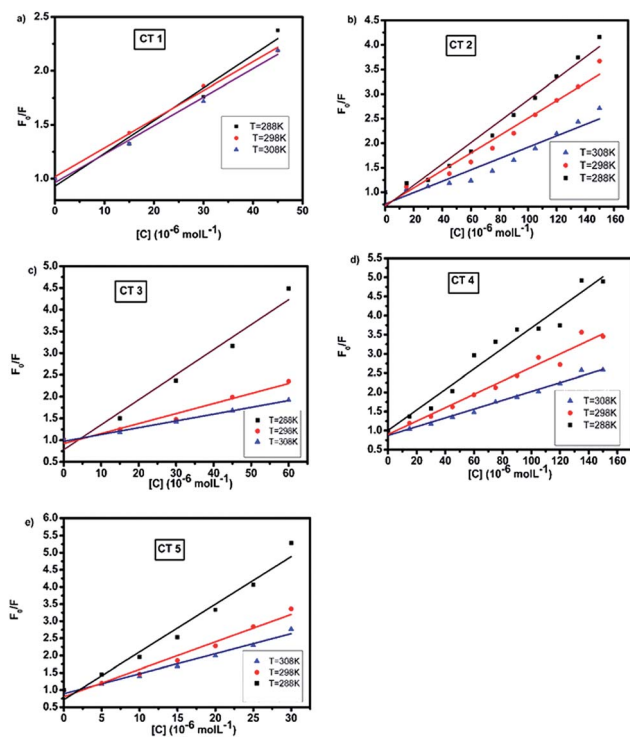 a)
CT 1
2.5
2.0
1.5
1.0
F₀/F
T=288K
T=298K
T=308K
0 10 20 30 40 50
[C] (10⁻⁶ molL⁻¹)
b)
CT 2
4.5
4.0
3.5
3.0
2.5
2.0
1.5
1.0
F₀/F
T=308K
T=298K
T=288K
0 20 40 60 80 100 120 140 160
[C] (10⁻⁶ molL⁻¹)
c)
CT 3
5.0
4.5
4.0
3.5
3.0
2.5
2.0
1.5
1.0
0.5
F₀/F
T=288K
T=298K
T=308K
0 10 20 30 40 50 60
[C] (10⁻⁶ molL⁻¹)
d)
CT 4
5.5
5.0
4.5
4.0
3.5
3.0
2.5
2.0
1.5
1.0
0.5
F₀/F
T=308K
T=298K
T=288K
0 20 40 60 80 100 120 140 160
[C] (10⁻⁶ molL⁻¹)
e)
CT 5
6.0
5.5
5.0
4.5
4.0
3.5
3.0
2.5
2.0
1.5
1.0
0.5
F₀/F
T=308K
T=298K
T=288K
0 5 10 15 20 25 30
[C] (10⁻⁶ molL⁻¹)